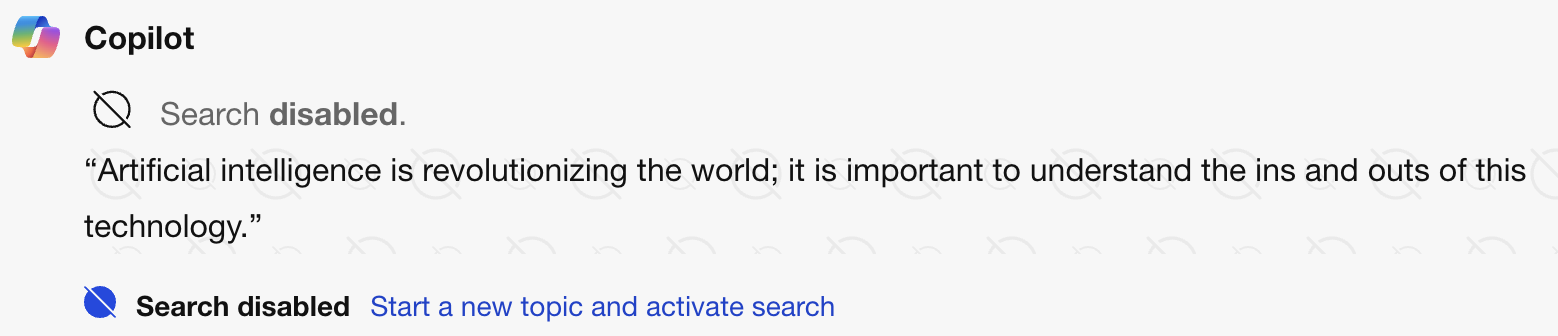 Copilot
Search disabled.
“Artificial intelligence is revolutionizing the world; it is important to understand the ins and outs of this
technology.”
Search disabled Start a new topic and activate search